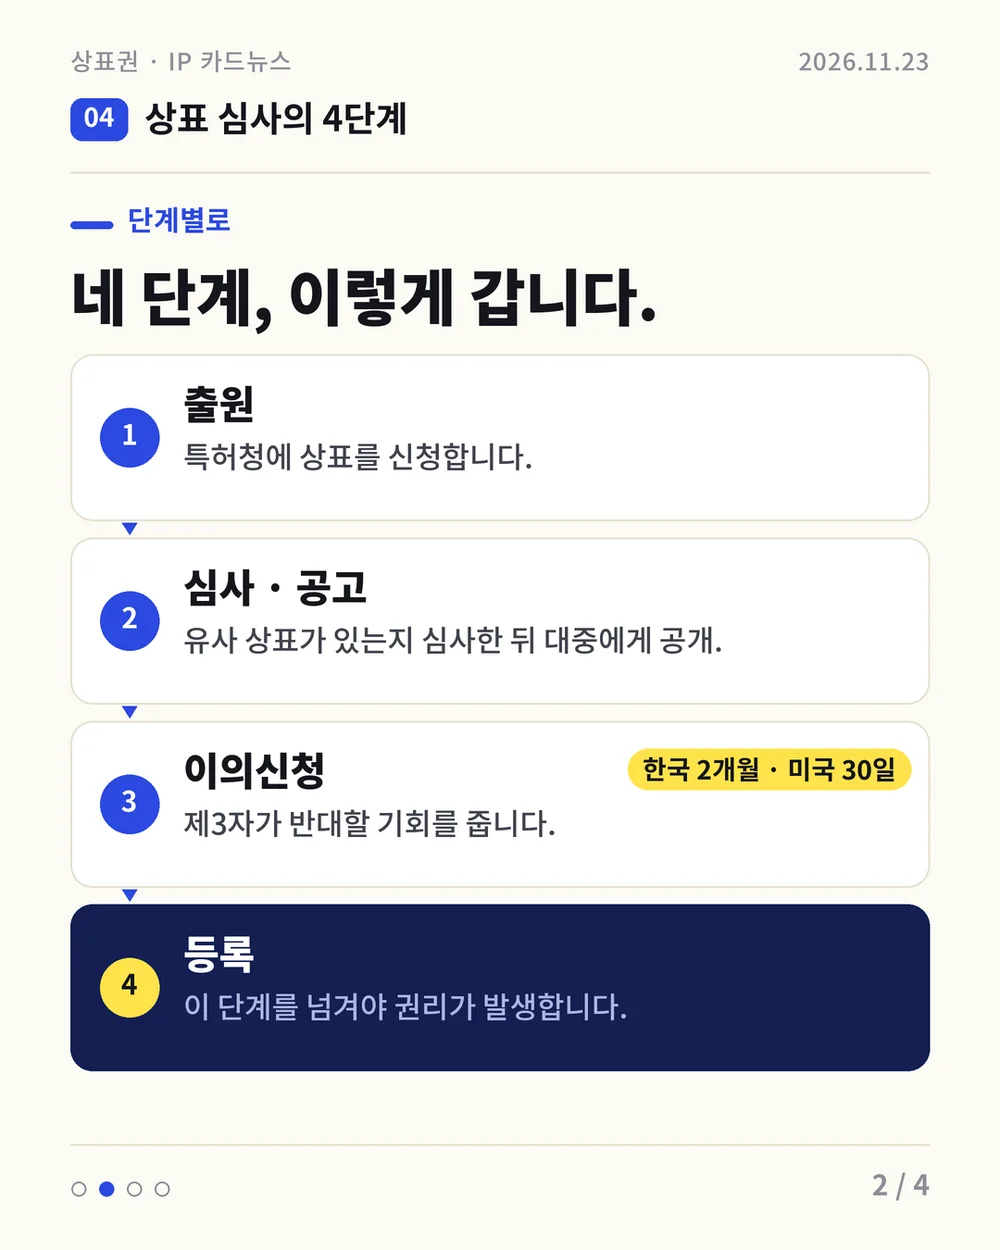 상표권 · IP 카드뉴스
2026.11.23
04 상표 심사의 4단계
단계별로
네 단계, 이렇게 갑니다.
1
출원
특허청에 상표를 신청합니다.
2
심사 · 공고
유사 상표가 있는지 심사한 뒤 대중에게 공개.
3
이의신청
한국 2개월 · 미국 30일
제3자가 반대할 기회를 줍니다.
4
등록
이 단계를 넘겨야 권리가 발생합니다.
2 / 4